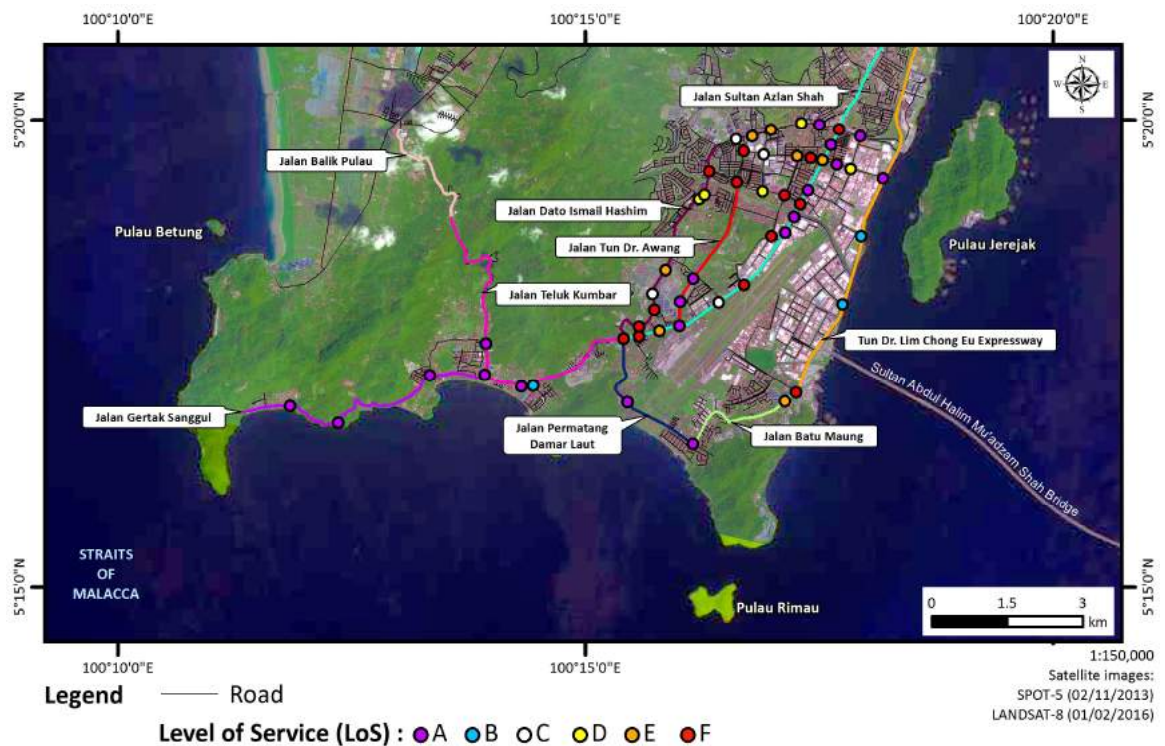 100°10'0"E
100°15'0"E
100°20'0"E
5°20'0"N
5°20'0"N
N
W
E
S
Jalan Sultan Azlan Shah
Jalan Balik Pulau
Pulau Betung
Jalan Dato Ismail Hashim
Pulau Jerejak
Jalan Tun Dr. Awang
Jalan Teluk Kumbar
Tun Dr. Lim Chong Eu Expressway
Sultan Abdul Halim Mu'adzam Shah Bridge
Jalan Gertak Sanggul
Jalan Permatang
Damar Laut
Jalan Batu Maung
STRAITS
OF
MALACCA
5°15'0"N
5°15'0"N
Pulau Rimau
0 1.5 3
km
100°10'0"E
100°15'0"E
100°20'0"E
1:150,000
Satellite images:
SPOT-5 (02/11/2013)
LANDSAT-8 (01/02/2016)
Legend
Road
Level of Service (LoS) : A B C D E F